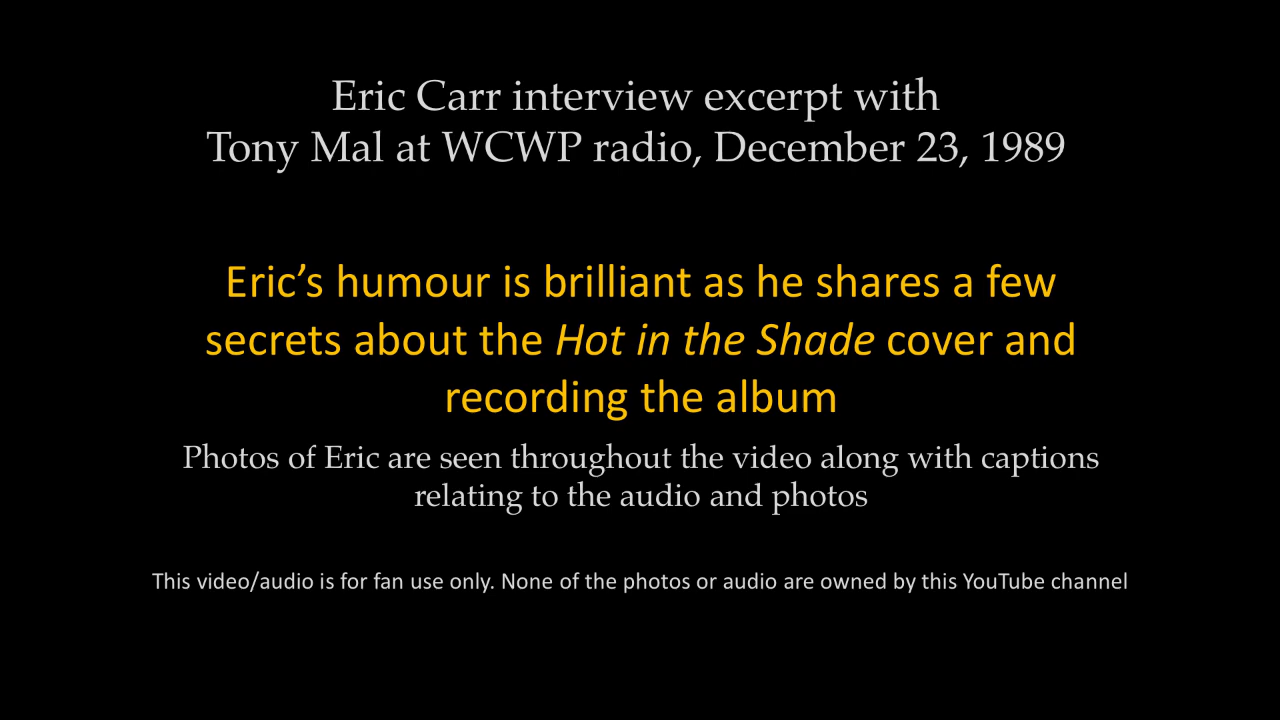 Eric Carr interview excerpt with
Tony Mal at WCWP radio, December 23, 1989
Eric’s humour is brilliant as he shares a few
secrets about the Hot in the Shade cover and
recording the album
Photos of Eric are seen throughout the video along with captions
relating to the audio and photos
This video/audio is for fan use only. None of the photos or audio are owned by this YouTube channel